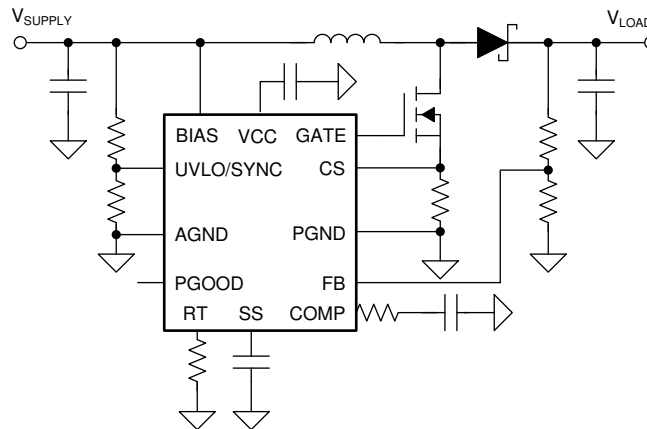 VSUPPLY
VLOAD
BIAS VCC GATE
UVLO/SYNC CS
AGND PGND
PGOOD FB
RT SS COMP